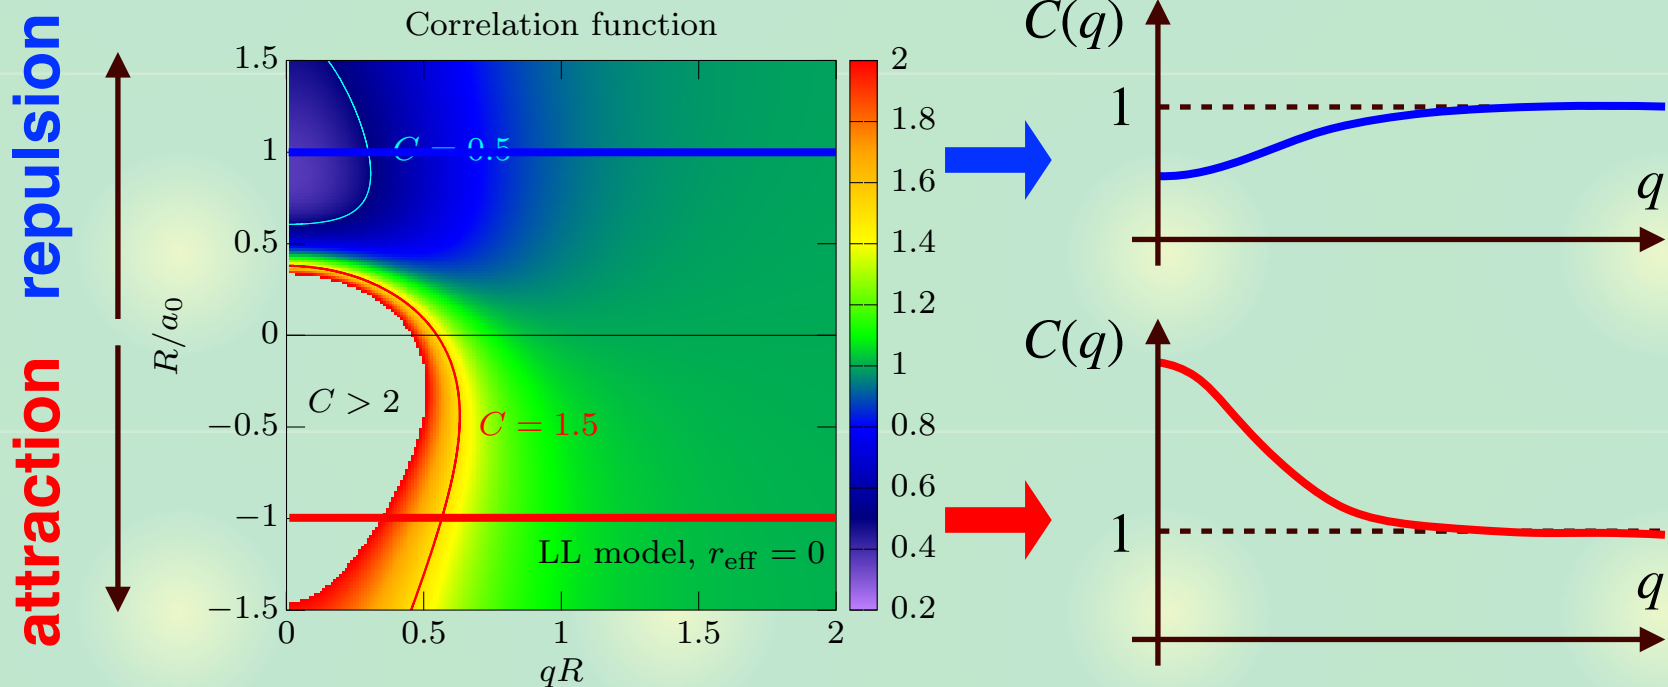 repulsion
attraction
Correlation function
R/a₀
1.5
1
0.5
0
−0.5
−1
−1.5
C = 0.5
C > 2
C = 1.5
LL model, r_eff = 0
0
0.5
1
1.5
2
qR
2
1.8
1.6
1.4
1.2
1
0.8
0.6
0.4
0.2
C(q)
1
q
C(q)
1
q